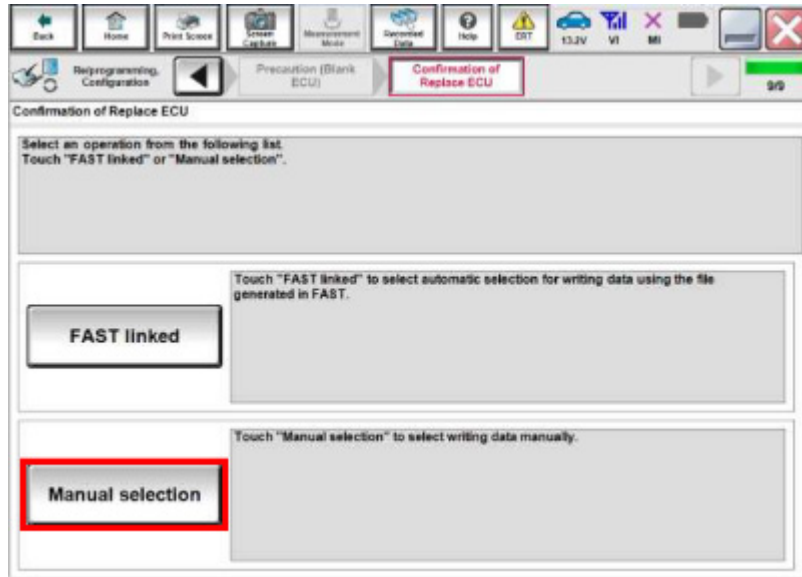 Back
Home
Print Screen
Screen
Capture
Measurement
Mode
Recorded
Data
Help
ERT
13.2V
VI
MI
Reprogramming,
Configuration
Precaution (Blank
ECU)
Confirmation of
Replace ECU
9/9
Confirmation of Replace ECU
Select an operation from the following list.
Touch "FAST linked" or "Manual selection".
FAST linked
Touch "FAST linked" to select automatic selection for writing data using the file
generated in FAST.
Manual selection
Touch "Manual selection" to select writing data manually.